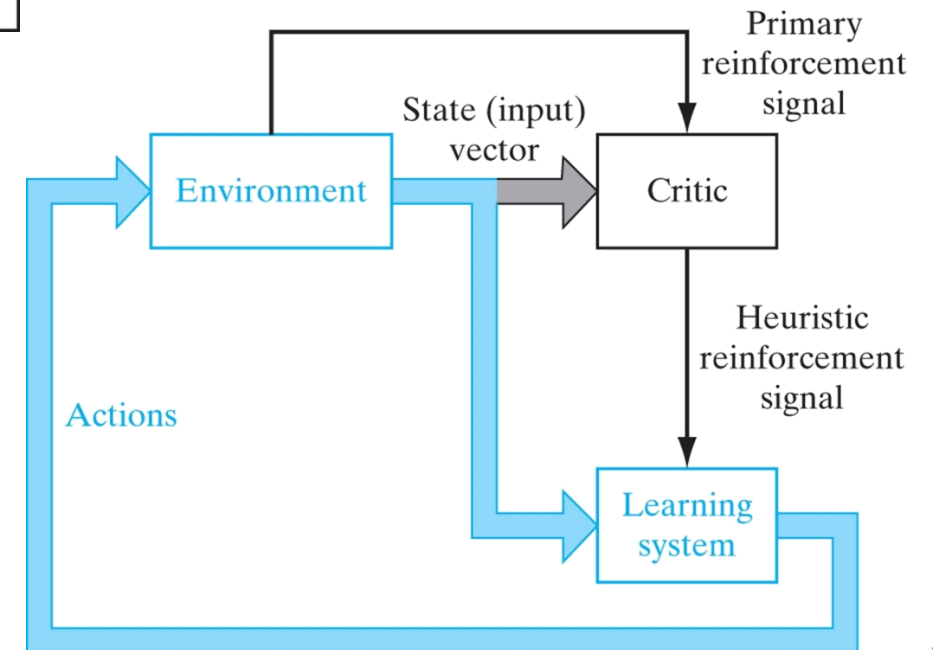 Primary
reinforcement
signal
State (input)
vector
Environment
Critic
Heuristic
reinforcement
signal
Actions
Learning
system